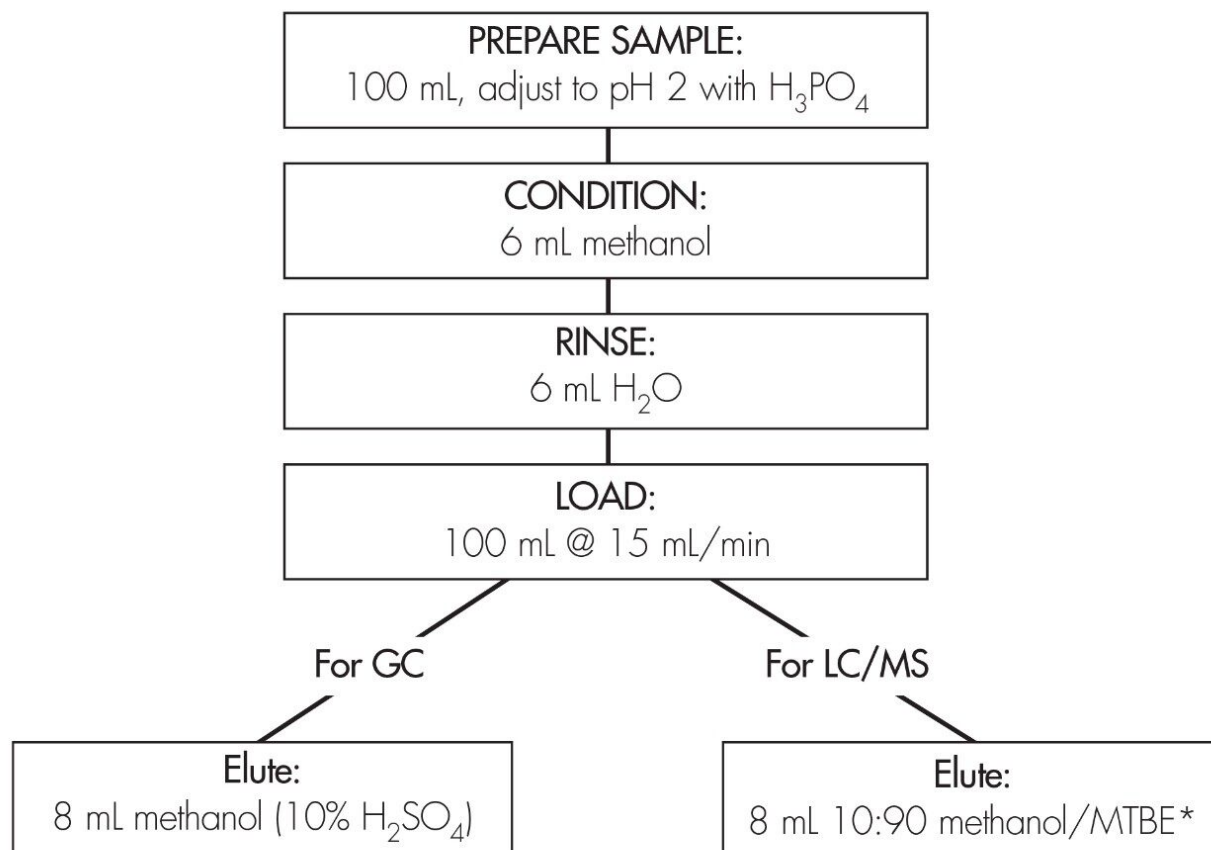 PREPARE SAMPLE:
100 mL, adjust to pH 2 with H₃PO₄
CONDITION:
6 mL methanol
RINSE:
6 mL H₂O
LOAD:
100 mL @ 15 mL/min
For GC
For LC/MS
Elute:
8 mL methanol (10% H₂SO₄)
Elute:
8 mL 10:90 methanol/MTBE*